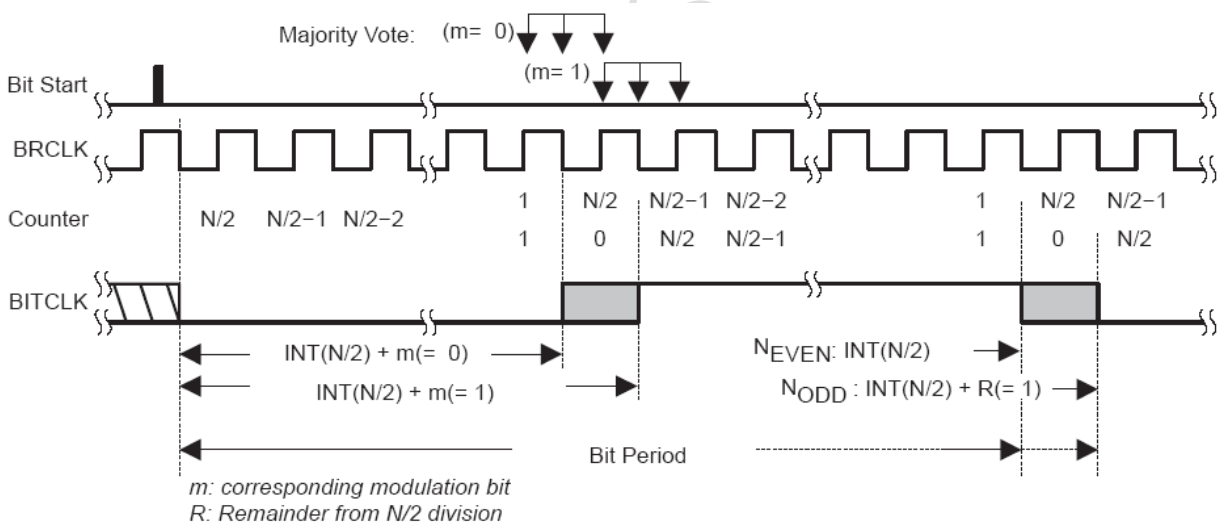 Majority Vote: (m= 0)
(m= 1)
Bit Start
BRCLK
Counter
N/2 N/2−1 N/2−2 1 N/2 N/2−1 N/2−2 1 N/2 N/2−1
1 0 N/2 N/2−1 1 0 N/2
BITCLK
INT(N/2) + m(= 0) NEVEN: INT(N/2)
INT(N/2) + m(= 1) NODD : INT(N/2) + R(= 1)
Bit Period
m: corresponding modulation bit
R: Remainder from N/2 division